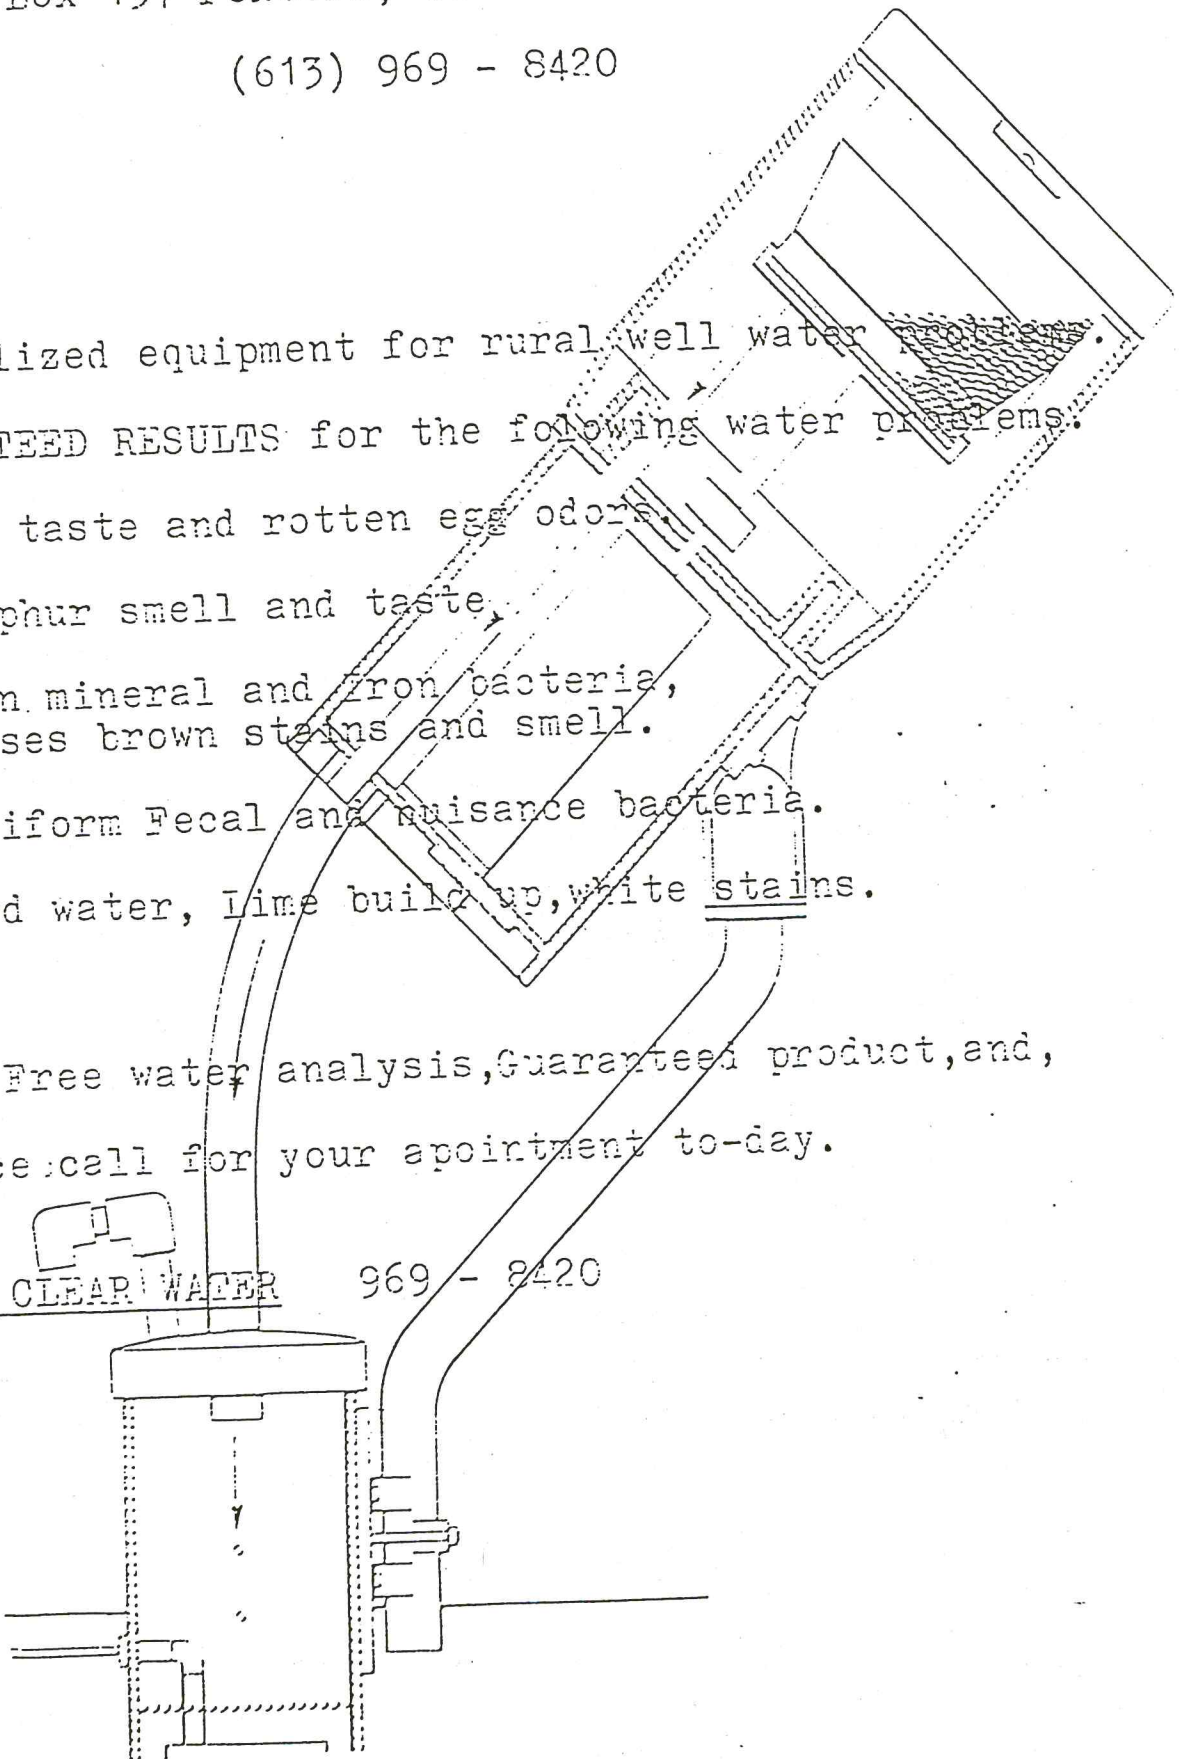 (613) 969 - 8420
lized equipment for rural well water problems.
TEED RESULTS for the folowing water problems:
taste and rotten egg odors.
phur smell and taste.
n mineral and iron bacteria,
ses brown stains and smell.
iform Fecal and nuisance bacteria.
d water, Lime build up,white stains.
Free water analysis,Guaranteed product,and,
ce:call for your apointment to-day.
CLEAR WATER 969 - 8420